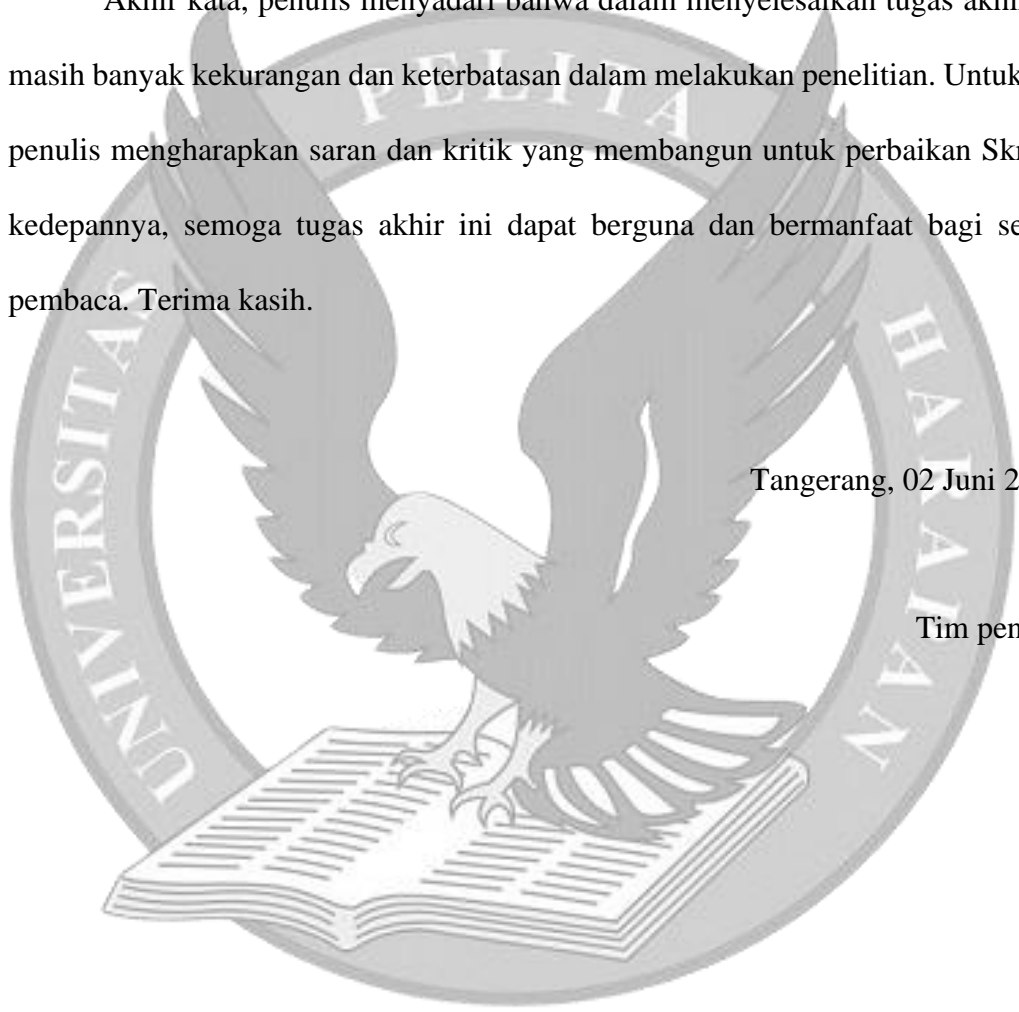 Akhir kata, penulis menyadari bahwa dalam menyelesaikan tugas akhir
masih banyak kekurangan dan keterbatasan dalam melakukan penelitian. Untuk
penulis mengharapkan saran dan kritik yang membangun untuk perbaikan
kedepannya, semoga tugas akhir ini dapat berguna dan bermanfaat bagi
pembaca. Terima kasih.
Tangerang, 02 Juni
Tim
UNIVERSITAS
PELITA
HARAPAN